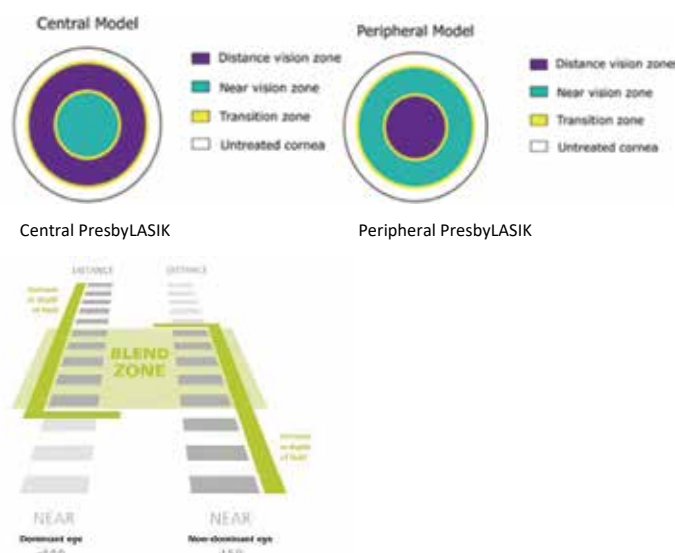 Central Model
Distance vision zone
Near vision zone
Transition zone
Untreated cornea
Peripheral Model
Distance vision zone
Near vision zone
Transition zone
Untreated cornea
Central PresbyLASIK
Peripheral PresbyLASIK
DISTANCE
DISTANCE
BLEND
ZONE
NEAR
NEAR
Dominant eye
Non-dominant eye